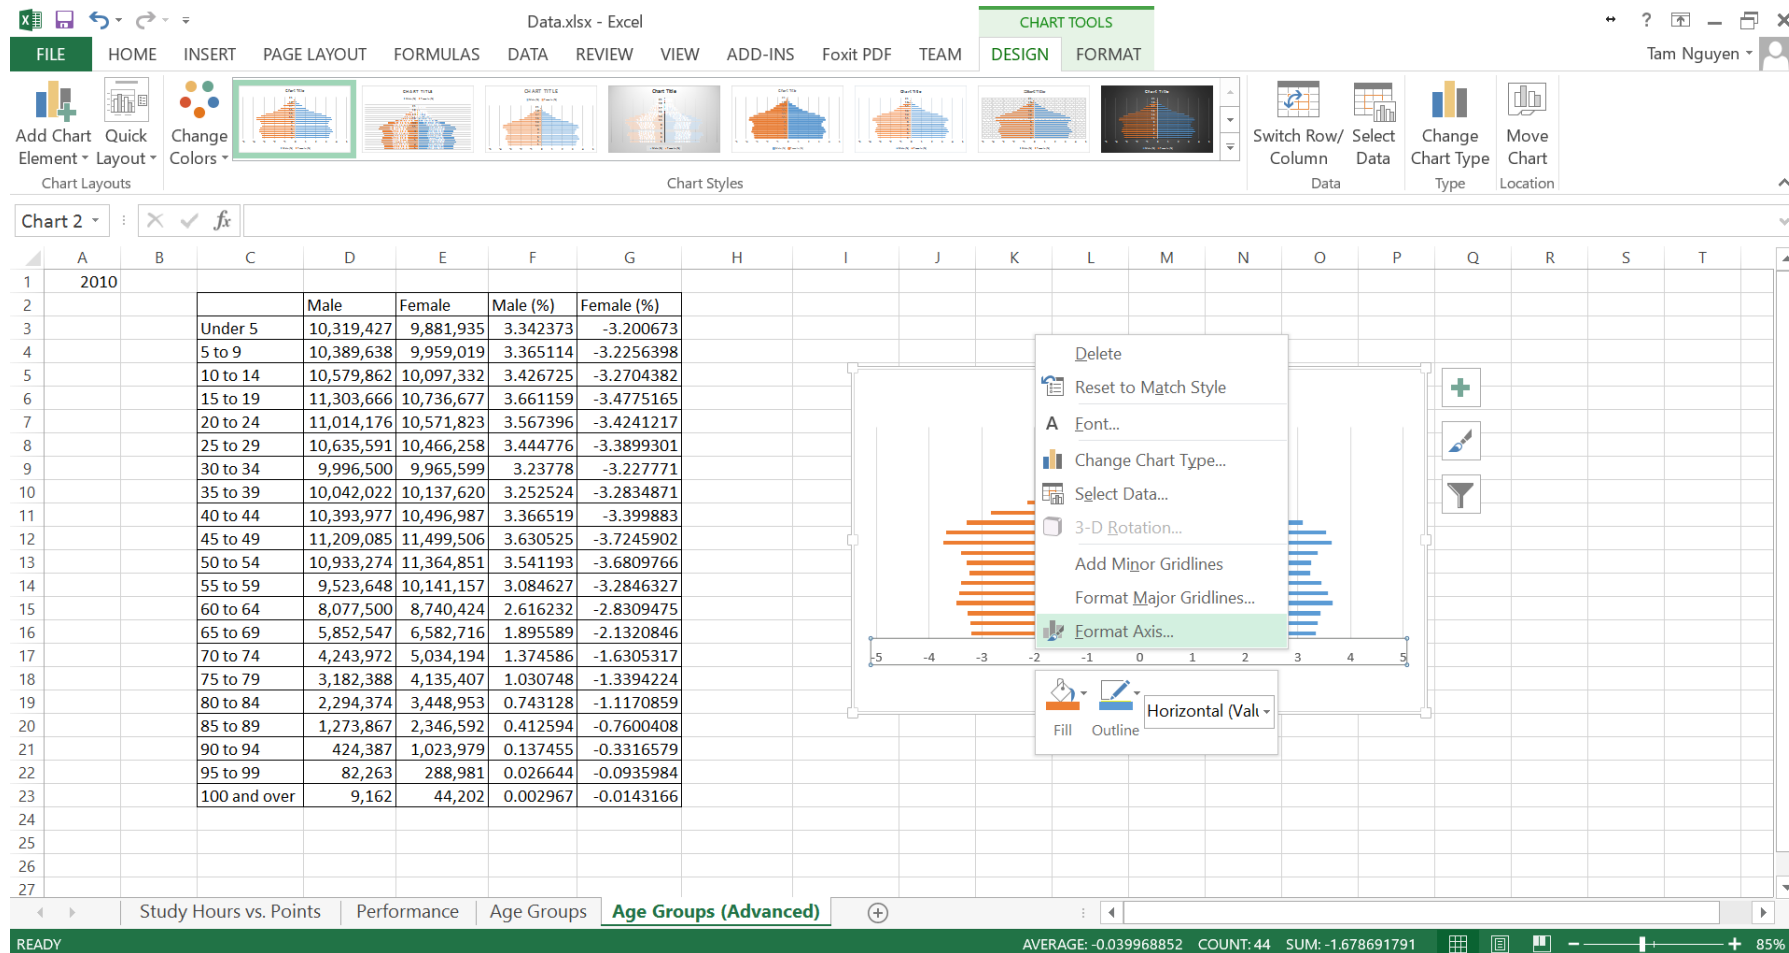 Data.xlsx - Excel
CHART TOOLS
?
FILE HOME INSERT PAGE LAYOUT FORMULAS DATA REVIEW VIEW ADD-INS Foxit PDF TEAM DESIGN FORMAT Tam Nguyen
Add Chart Element
Quick Layout
Change Colors
Switch Row/ Column
Select Data
Change Chart Type
Move Chart
Chart Layouts Chart Styles Data Type Location
Chart 2 fx
A B C D E F G H I J K L M N O P Q R S T
1 2010
2 Male Female Male (%) Female (%)
3 Under 5 10,319,427 9,881,935 3.342373 -3.200673
4 5 to 9 10,389,638 9,959,019 3.365114 -3.2256398
5 10 to 14 10,579,862 10,097,332 3.426725 -3.2704382
6 15 to 19 11,303,666 10,736,677 3.661159 -3.4775165
7 20 to 24 11,014,176 10,571,823 3.567396 -3.4241217
8 25 to 29 10,635,591 10,466,258 3.444776 -3.3899301
9 30 to 34 9,996,500 9,965,599 3.23778 -3.227771
10 35 to 39 10,042,022 10,137,620 3.252524 -3.2834871
11 40 to 44 10,393,977 10,496,987 3.366519 -3.399883
12 45 to 49 11,209,085 11,499,506 3.630525 -3.7245902
13 50 to 54 10,933,274 11,364,851 3.541193 -3.6809766
14 55 to 59 9,523,648 10,141,157 3.084627 -3.2846327
15 60 to 64 8,077,500 8,740,424 2.616232 -2.8309475
16 65 to 69 5,852,547 6,582,716 1.895589 -2.1320846
17 70 to 74 4,243,972 5,034,194 1.374586 -1.6305317
18 75 to 79 3,182,388 4,135,407 1.030748 -1.3394224
19 80 to 84 2,294,374 3,448,953 0.743128 -1.1170859
20 85 to 89 1,273,867 2,346,592 0.412594 -0.7600408
21 90 to 94 424,387 1,023,979 0.137455 -0.3316579
22 95 to 99 82,263 288,981 0.026644 -0.0935984
23 100 and over 9,162 44,202 0.002967 -0.0143166
24
25
26
27
Delete
Reset to Match Style
A Font...
Change Chart Type...
Select Data...
3-D Rotation...
Add Minor Gridlines
Format Major Gridlines...
Format Axis...
-5 -4 -3 -2 -1 0 1 2 3 4 5
Fill Outline Horizontal (Valu
Study Hours vs. Points Performance Age Groups Age Groups (Advanced)
READY AVERAGE: -0.039968852 COUNT: 44 SUM: -1.678691791 85%